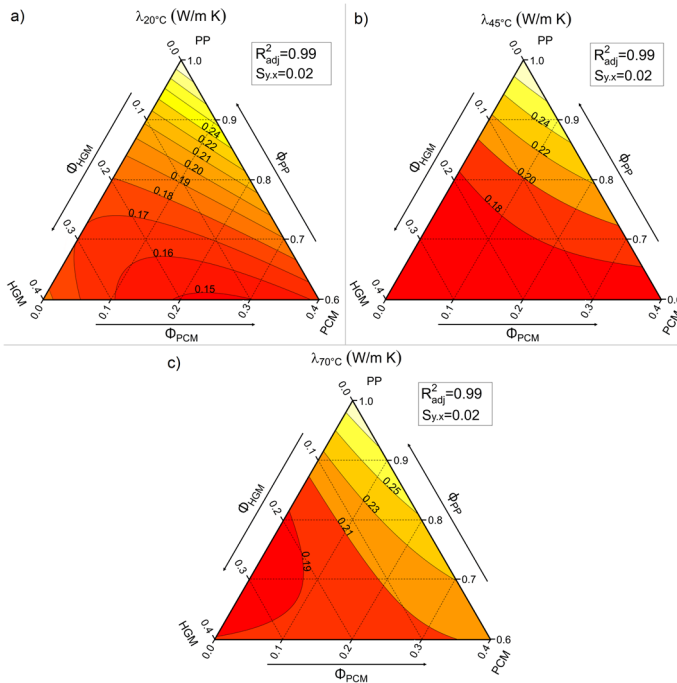 a)
λ20°C (W/m K)
PP
R²adj=0.99
Sy.x=0.02
0.0
0.1
0.2
0.3
0.4
ΦHGM
HGM
1.0
0.9
0.8
0.7
0.6
ϕPP
0.24
0.22
0.21
0.20
0.19
0.18
0.17
0.16
0.15
0.0
0.1
0.2
0.3
0.4
PCM
ΦPCM
b)
λ45°C (W/m K)
PP
R²adj=0.99
Sy.x=0.02
0.0
0.1
0.2
0.3
0.4
ΦHGM
HGM
1.0
0.9
0.8
0.7
0.6
ϕPP
0.24
0.22
0.20
0.18
0.0
0.1
0.2
0.3
0.4
PCM
ΦPCM
c)
λ70°C (W/m K)
PP
R²adj=0.99
Sy.x=0.02
0.0
0.1
0.2
0.3
0.4
ΦHGM
HGM
1.0
0.9
0.8
0.7
0.6
ϕPP
0.25
0.23
0.21
0.19
0.0
0.1
0.2
0.3
0.4
PCM
ΦPCM